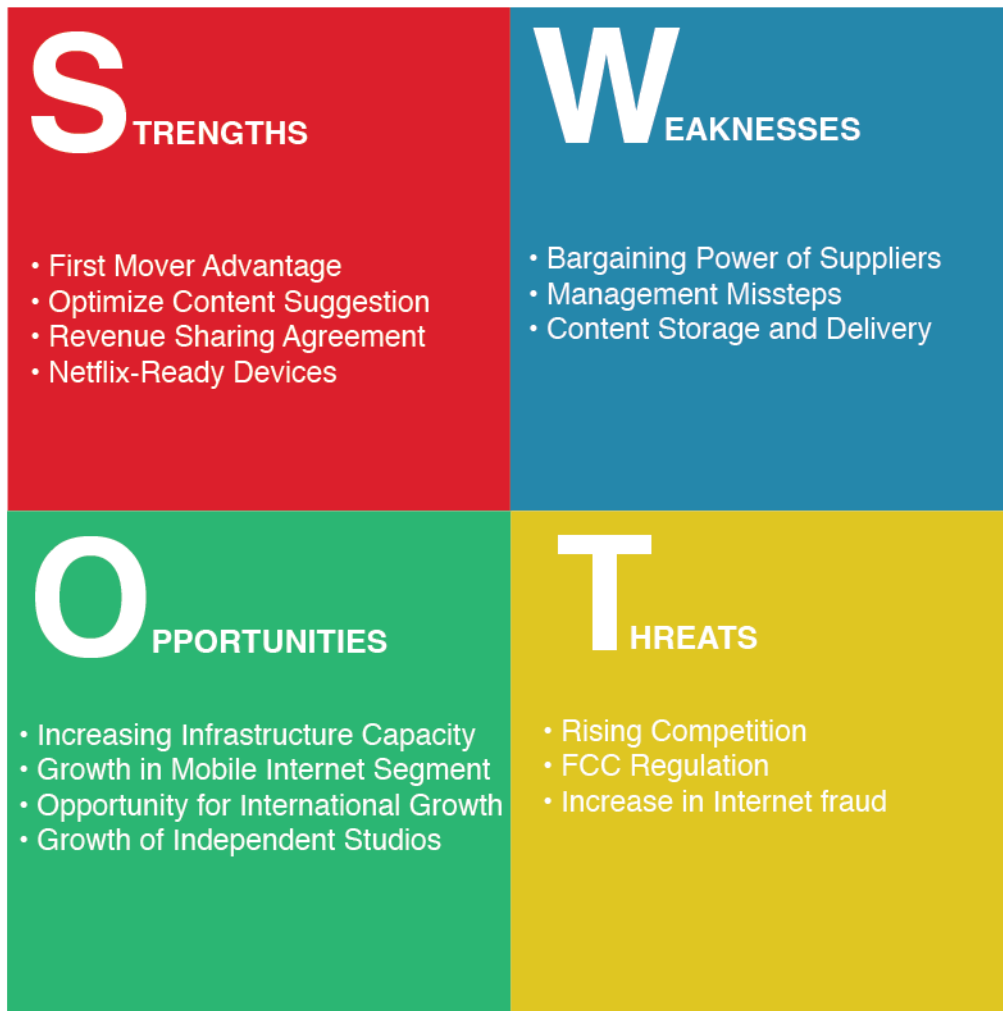 STRENGTHS
• First Mover Advantage
• Optimize Content Suggestion
• Revenue Sharing Agreement
• Netflix-Ready Devices
WEAKNESSES
• Bargaining Power of Suppliers
• Management Missteps
• Content Storage and Delivery
OPPORTUNITIES
• Increasing Infrastructure Capacity
• Growth in Mobile Internet Segment
• Opportunity for International Growth
• Growth of Independent Studios
THREATS
• Rising Competition
• FCC Regulation
• Increase in Internet fraud